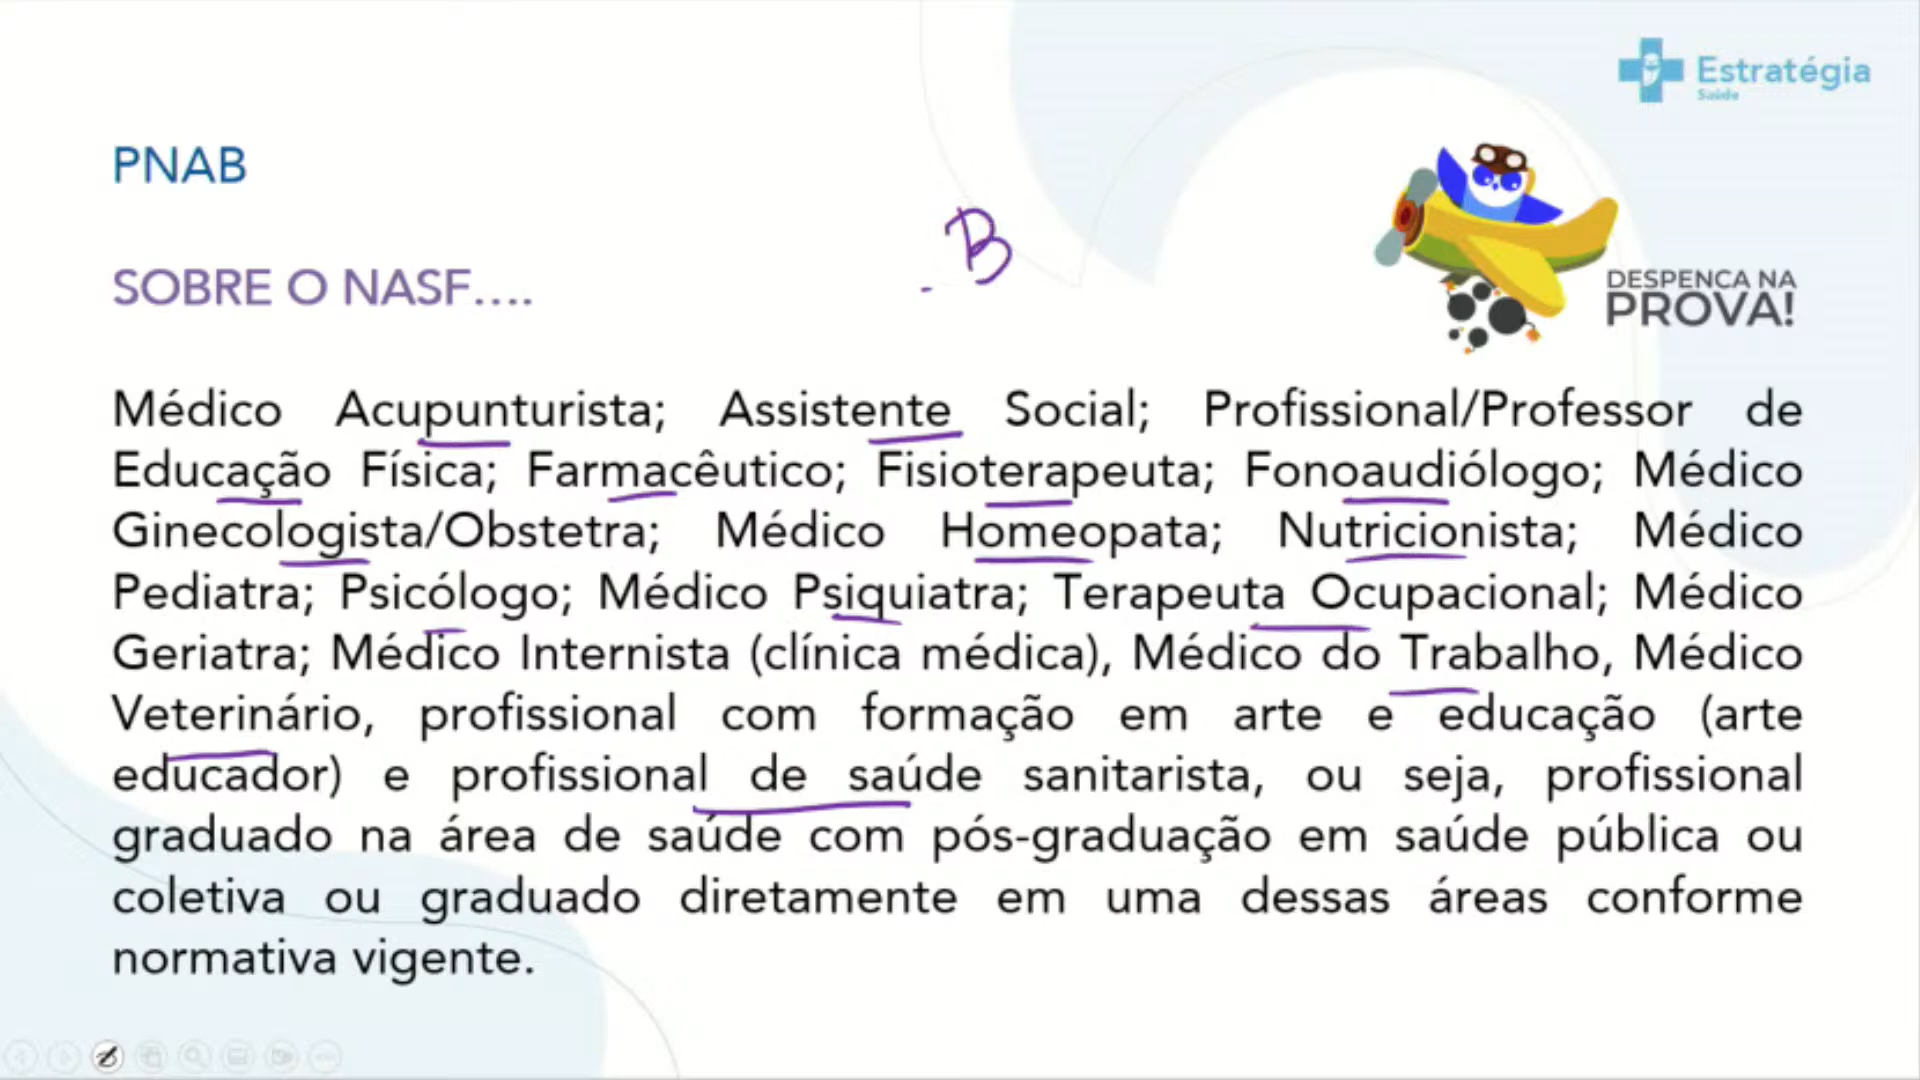 Estratégia
Saúde
PNAB
B
SOBRE O NASF....
DESPENCA NA
PROVA!
Médico Acupunturista; Assistente Social; Profissional/Professor de
Educação Física; Farmacêutico; Fisioterapeuta; Fonoaudiólogo; Médico
Ginecologista/Obstetra; Médico Homeopata; Nutricionista; Médico
Pediatra; Psicólogo; Médico Psiquiatra; Terapeuta Ocupacional; Médico
Geriatra; Médico Internista (clínica médica), Médico do Trabalho, Médico
Veterinário, profissional com formação em arte e educação (arte
educador) e profissional de saúde sanitarista, ou seja, profissional
graduado na área de saúde com pós-graduação em saúde pública ou
coletiva ou graduado diretamente em uma dessas áreas conforme
normativa vigente.